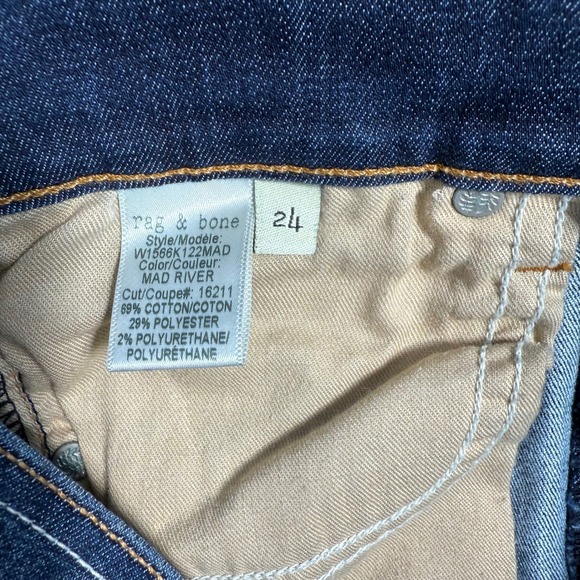 rag & bone
Style/Modèle:
W1566K122MAD
Color/Couleur:
MAD RIVER
Cut/Coupe#: 16211
69% COTTON/COTON
29% POLYESTER
2% POLYURETHANE/
POLYURÉTHANE
24